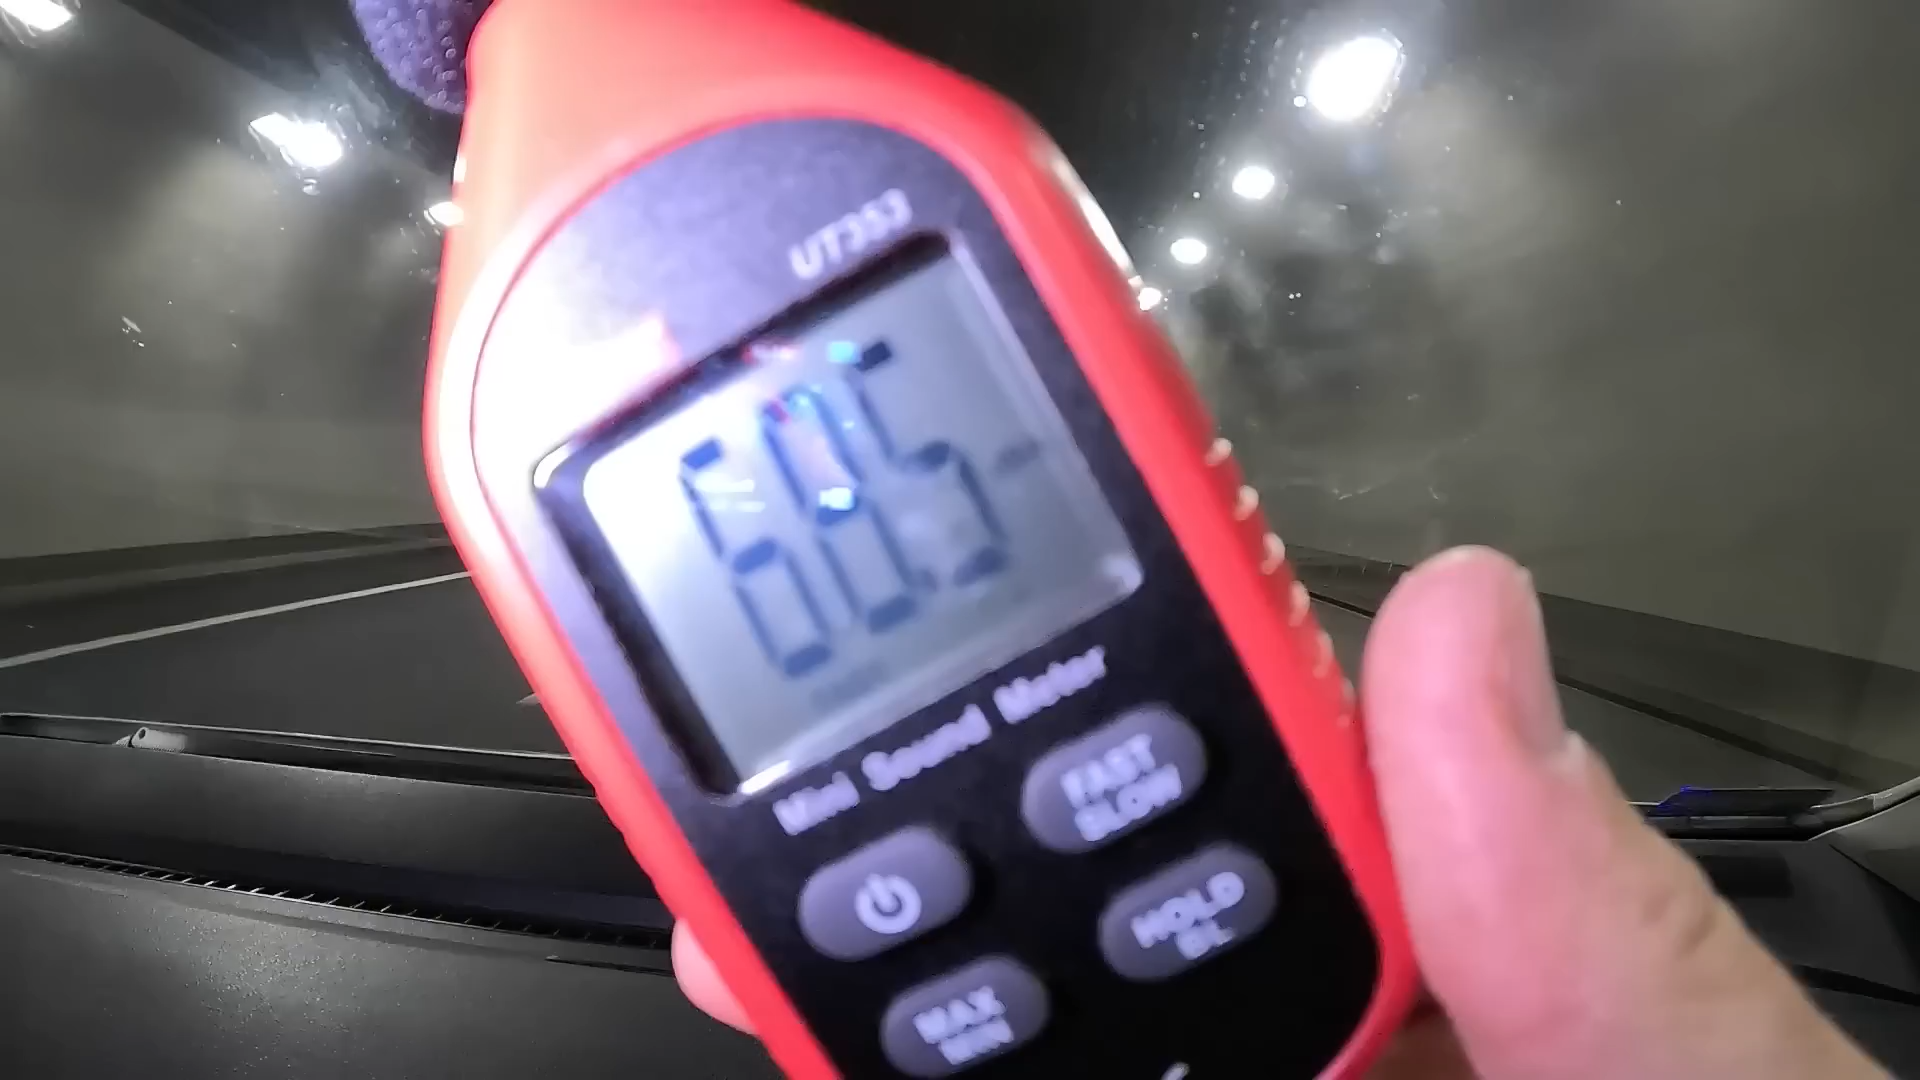 UT353
68.5
Mini Sound Meter
FAST
SLOW
HOLD
BL
MAX
MIN